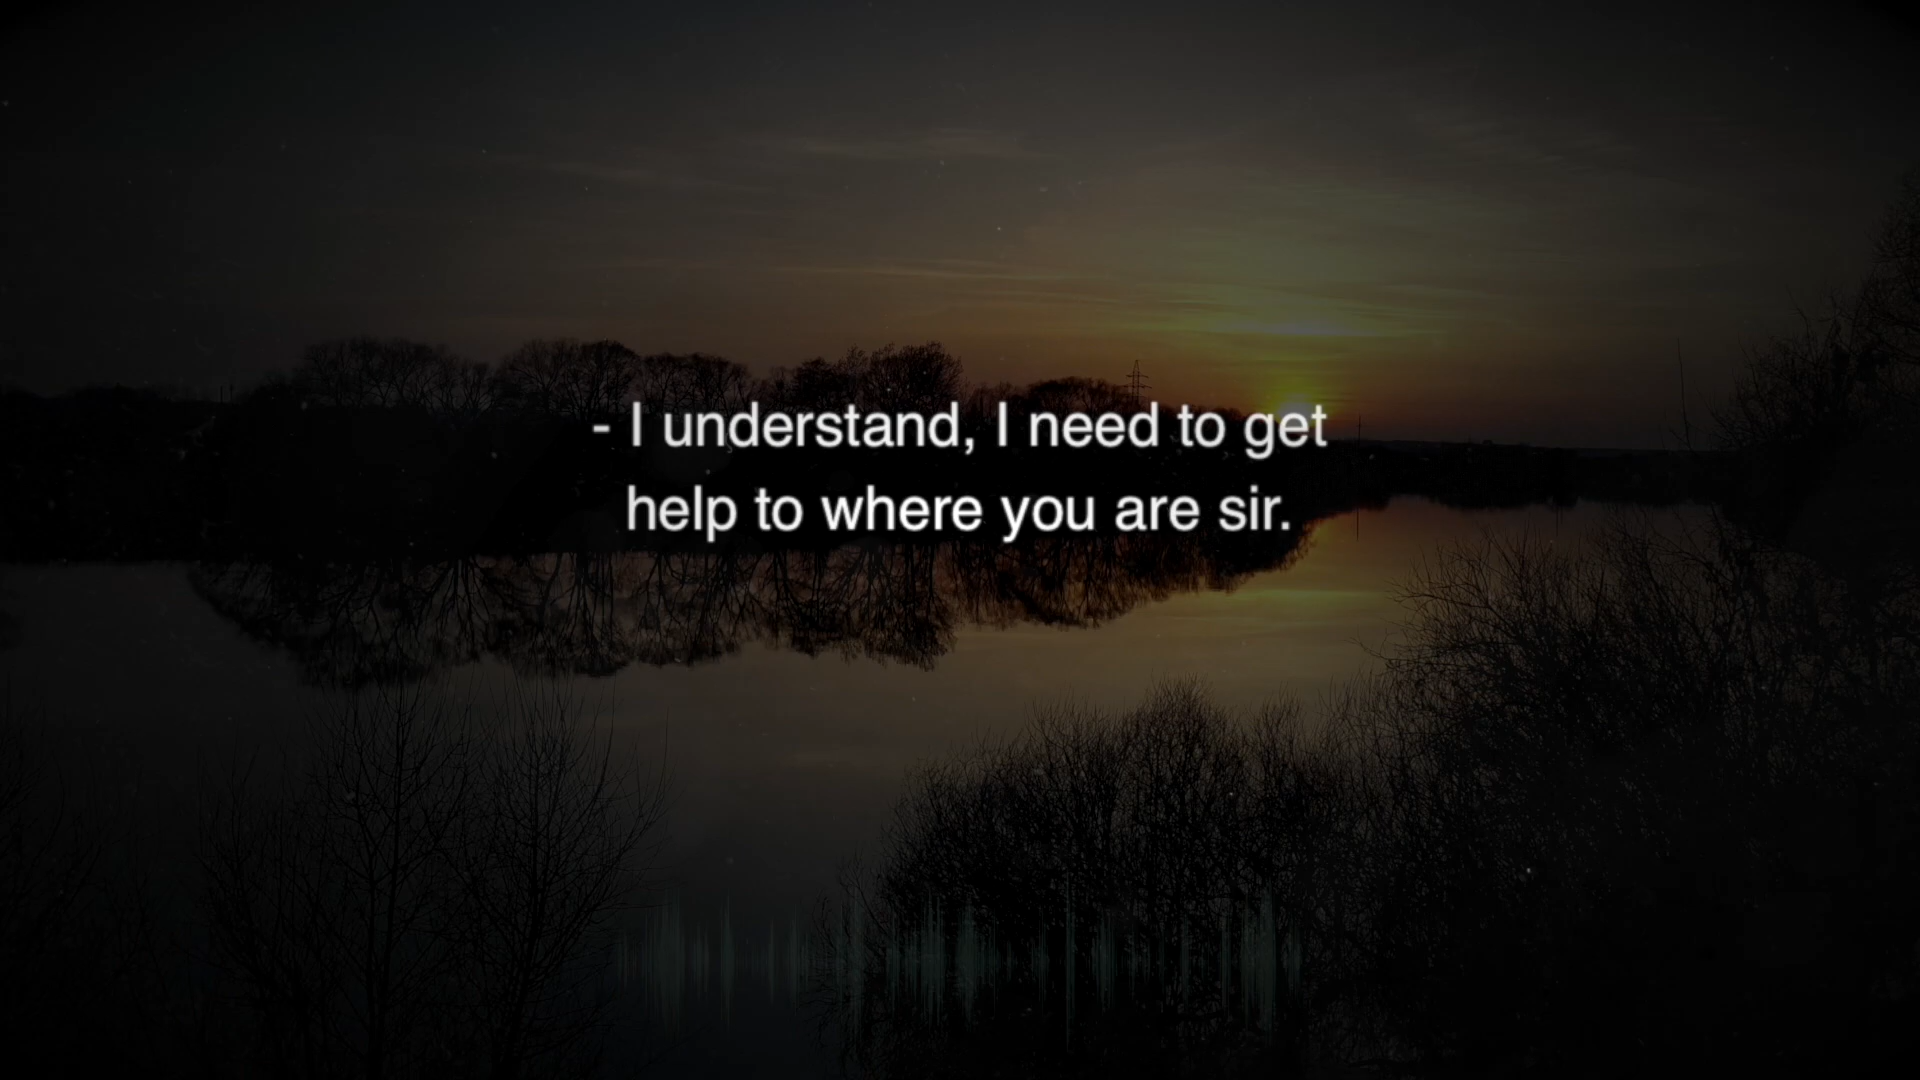 - I understand, I need to get
help to where you are sir.